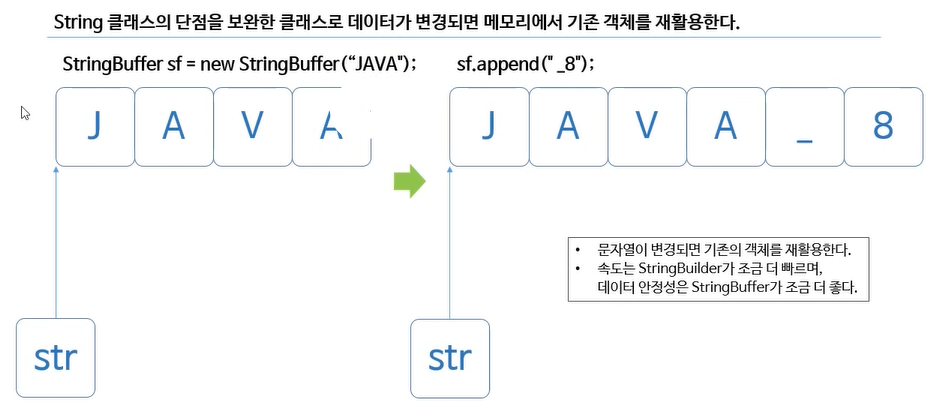 String 클래스의 단점을 보완한 클래스로 데이터가 변경되면 메모리에서 기존 객체를 재활용한다.
StringBuffer sf = new StringBuffer(“JAVA");
sf.append("_8");
J A V A
J A V A _ 8
• 문자열이 변경되면 기존의 객체를 재활용한다.
• 속도는 StringBuilder가 조금 더 빠르며,
데이터 안정성은 StringBuffer가 조금 더 좋다.
str
str